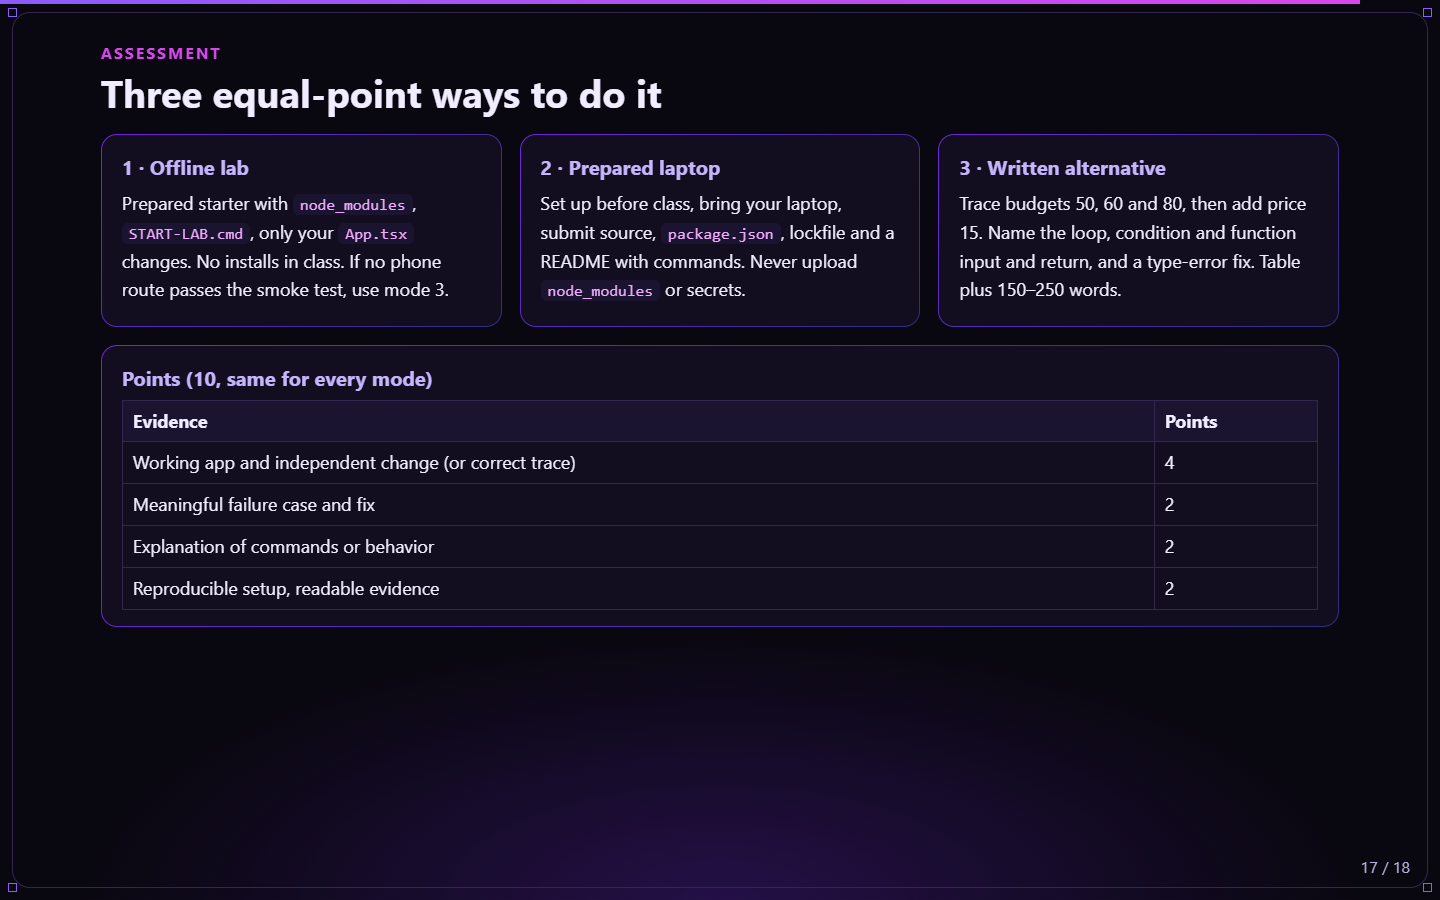 ASSESSMENT
Three equal-point ways to do it
1 · Offline lab
Prepared starter with node_modules,
START-LAB.cmd, only your App.tsx
changes. No installs in class. If no phone
route passes the smoke test, use mode 3.
2 · Prepared laptop
Set up before class, bring your laptop,
submit source, package.json, lockfile and a
README with commands. Never upload
node_modules or secrets.
3 · Written alternative
Trace budgets 50, 60 and 80, then add price
15. Name the loop, condition and function
input and return, and a type-error fix. Table
plus 150–250 words.
Points (10, same for every mode)
Evidence Points
Working app and independent change (or correct trace) 4
Meaningful failure case and fix 2
Explanation of commands or behavior 2
Reproducible setup, readable evidence 2
17 / 18